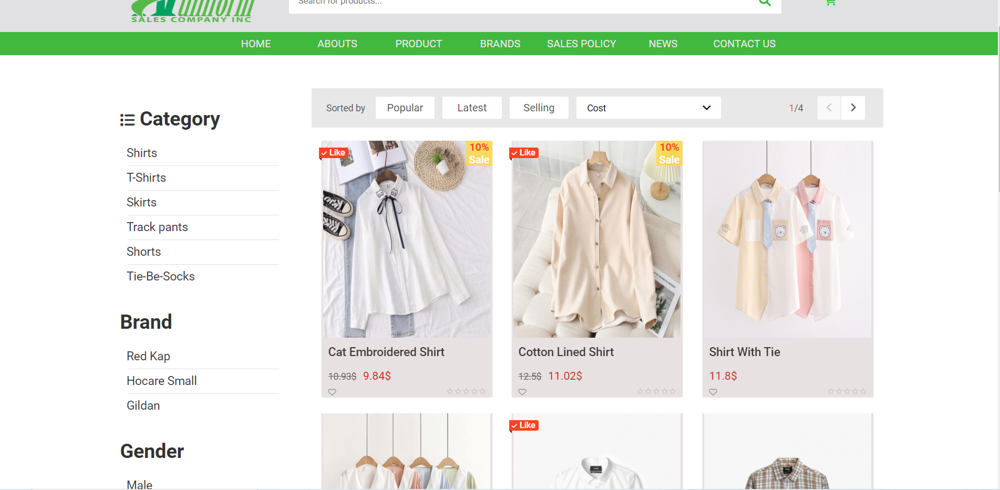 Search for products...
uniform
SALES COMPANY INC
HOME ABOUTS PRODUCT BRANDS SALES POLICY NEWS CONTACT US
Category
Shirts
T-Shirts
Skirts
Track pants
Shorts
Tie-Be-Socks
Brand
Red Kap
Hocare Small
Gildan
Gender
Male
Sorted by Popular Latest Selling Cost 1/4
Like
10%
Sale
Cat Embroidered Shirt
10.93$ 9.84$
Like
10%
Sale
Cotton Lined Shirt
12.5$ 11.02$
Shirt With Tie
11.8$
Like